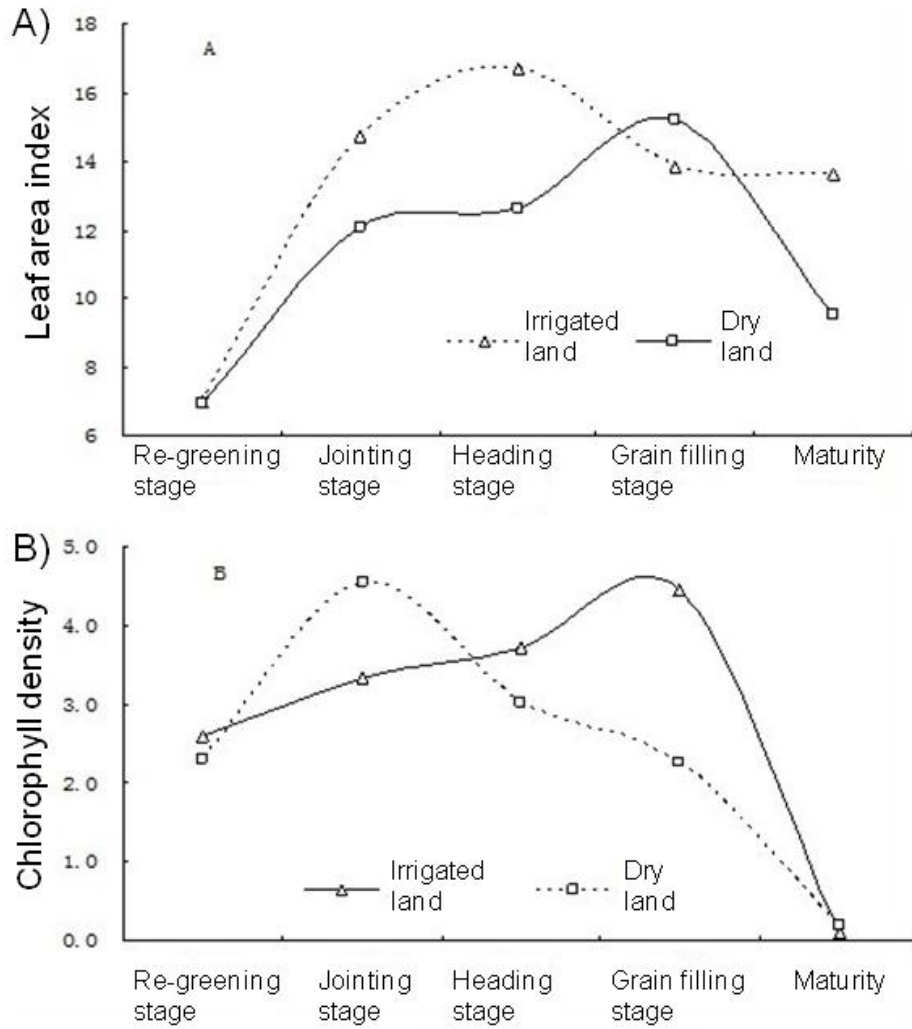 A)
A
Leaf area index
18
16
14
12
10
8
6
Irrigated
land
Dry
land
Re-greening
stage
Jointing
stage
Heading
stage
Grain filling
stage
Maturity
B)
B
Chlorophyll density
5.0
4.0
3.0
2.0
1.0
0.0
Irrigated
land
Dry
land
Re-greening
stage
Jointing
stage
Heading
stage
Grain filling
stage
Maturity